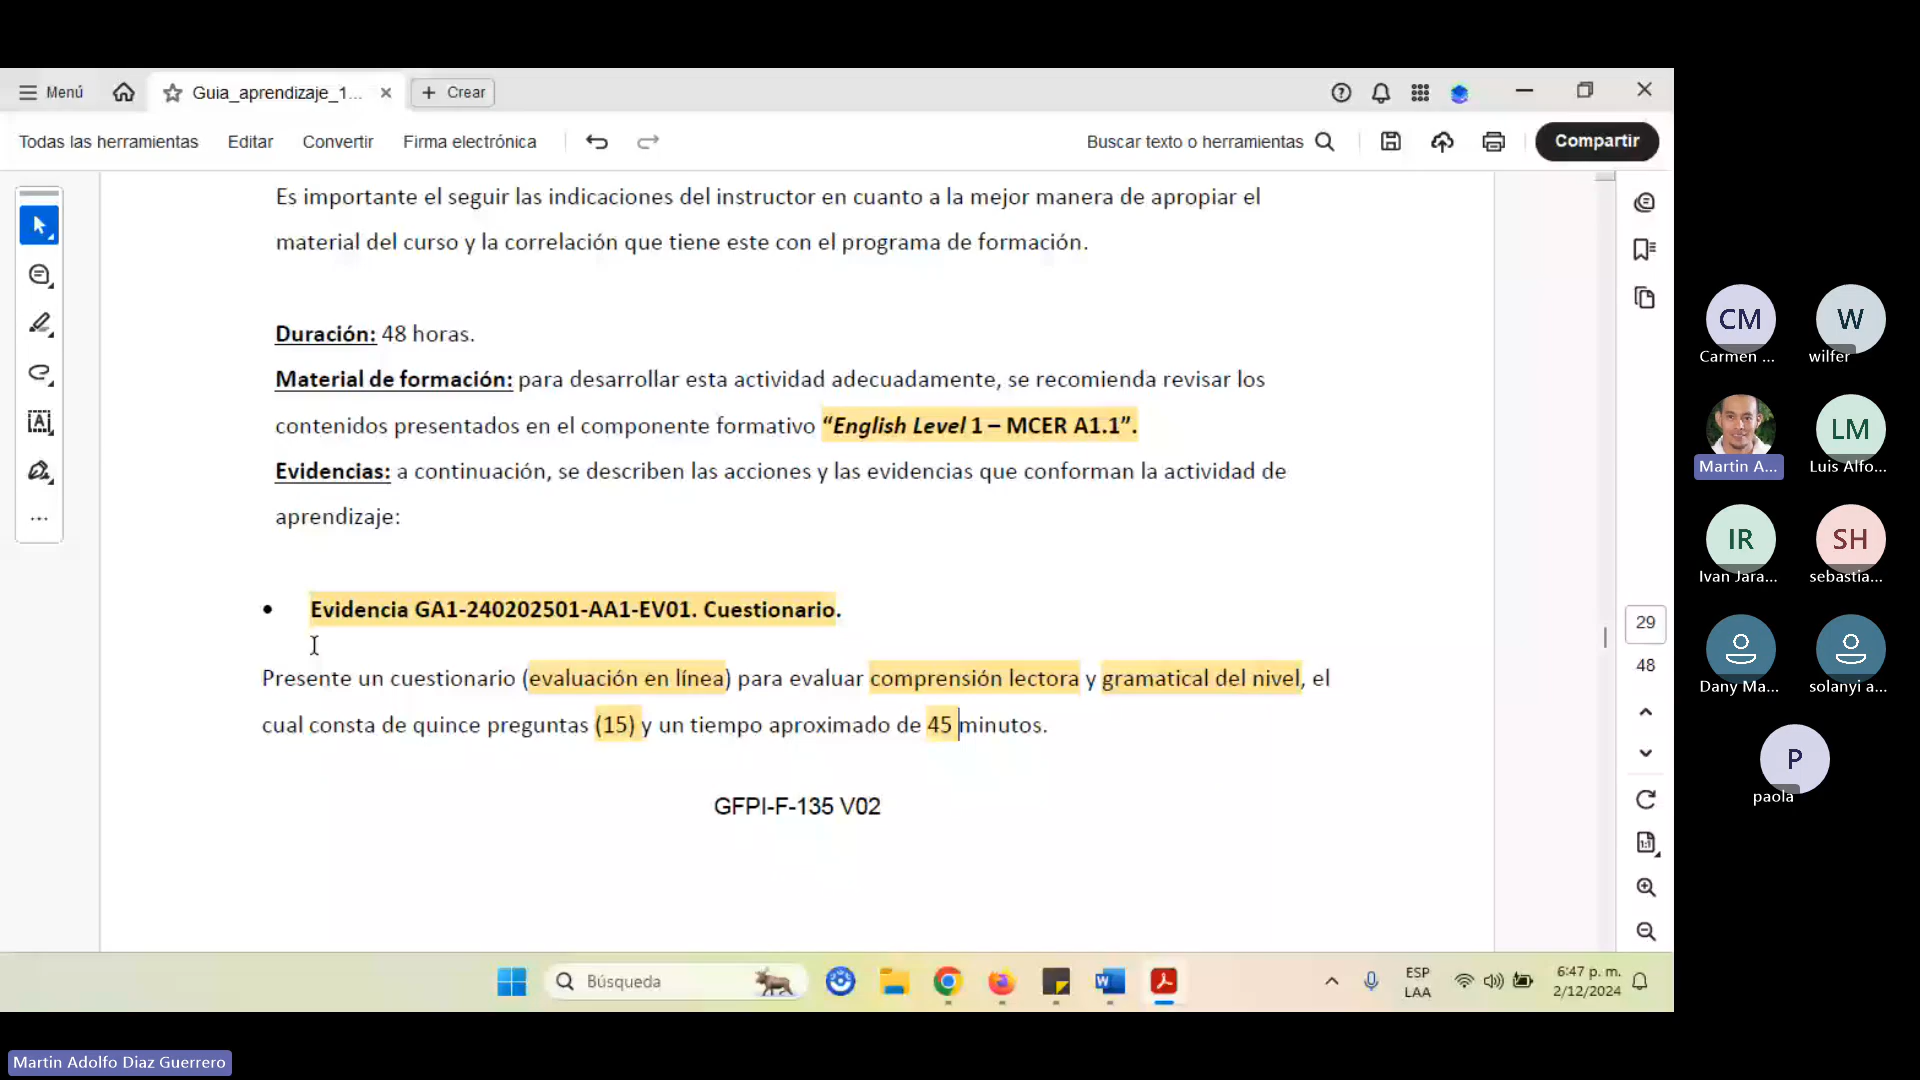 Menú
Guia_aprendizaje_1...
Crear
Todas las herramientas
Editar
Convertir
Firma electrónica
Buscar texto o herramientas
Compartir
Es importante el seguir las indicaciones del instructor en cuanto a la mejor manera de apropiar el
material del curso y la correlación que tiene este con el programa de formación.
Duración: 48 horas.
Material de formación: para desarrollar esta actividad adecuadamente, se recomienda revisar los
contenidos presentados en el componente formativo “English Level 1 – MCER A1.1”.
Evidencias: a continuación, se describen las acciones y las evidencias que conforman la actividad de
aprendizaje:
• Evidencia GA1-240202501-AA1-EV01. Cuestionario.
Presente un cuestionario (evaluación en línea) para evaluar comprensión lectora y gramatical del nivel, el
cual consta de quince preguntas (15) y un tiempo aproximado de 45 minutos.
GFPI-F-135 V02
29
48
1:1
CM
Carmen ...
W
wilfer
Martin A...
LM
Luis Alfo...
IR
Ivan Jara...
SH
sebastia...
Dany Ma...
solanyi a...
P
paola
Búsqueda
ESP
LAA
6:47 p. m.
2/12/2024
Martin Adolfo Diaz Guerrero